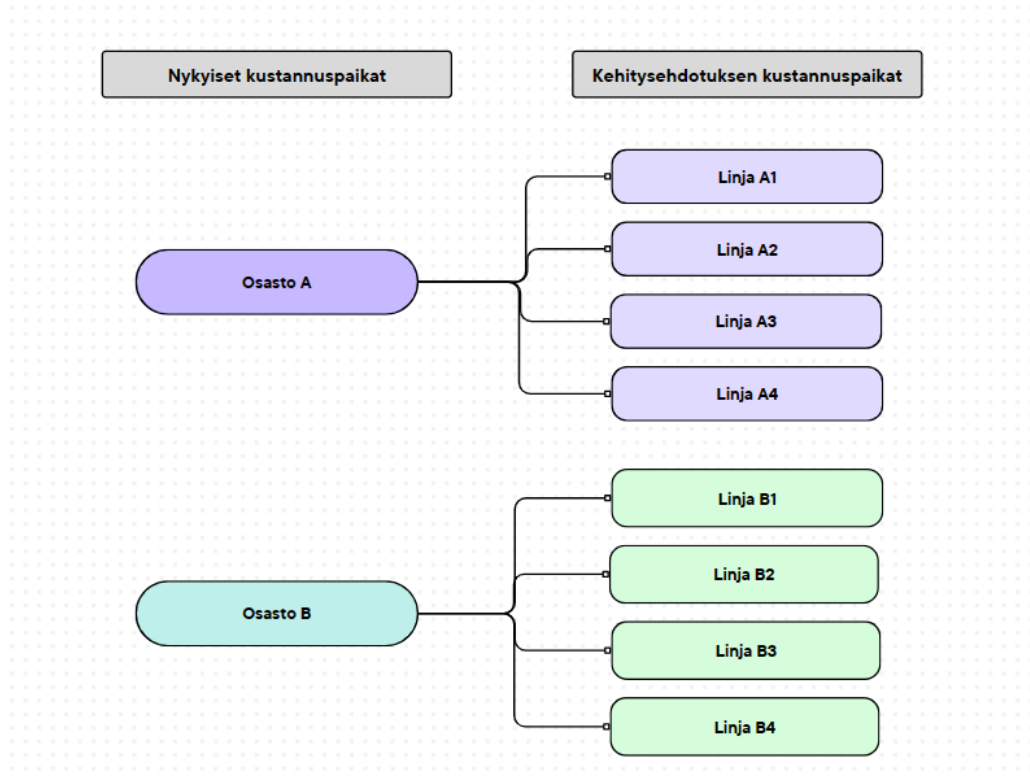 Nykyiset kustannuspaikat
Kehitysehdotuksen kustannuspaikat
Osasto A
Linja A1
Linja A2
Linja A3
Linja A4
Osasto B
Linja B1
Linja B2
Linja B3
Linja B4